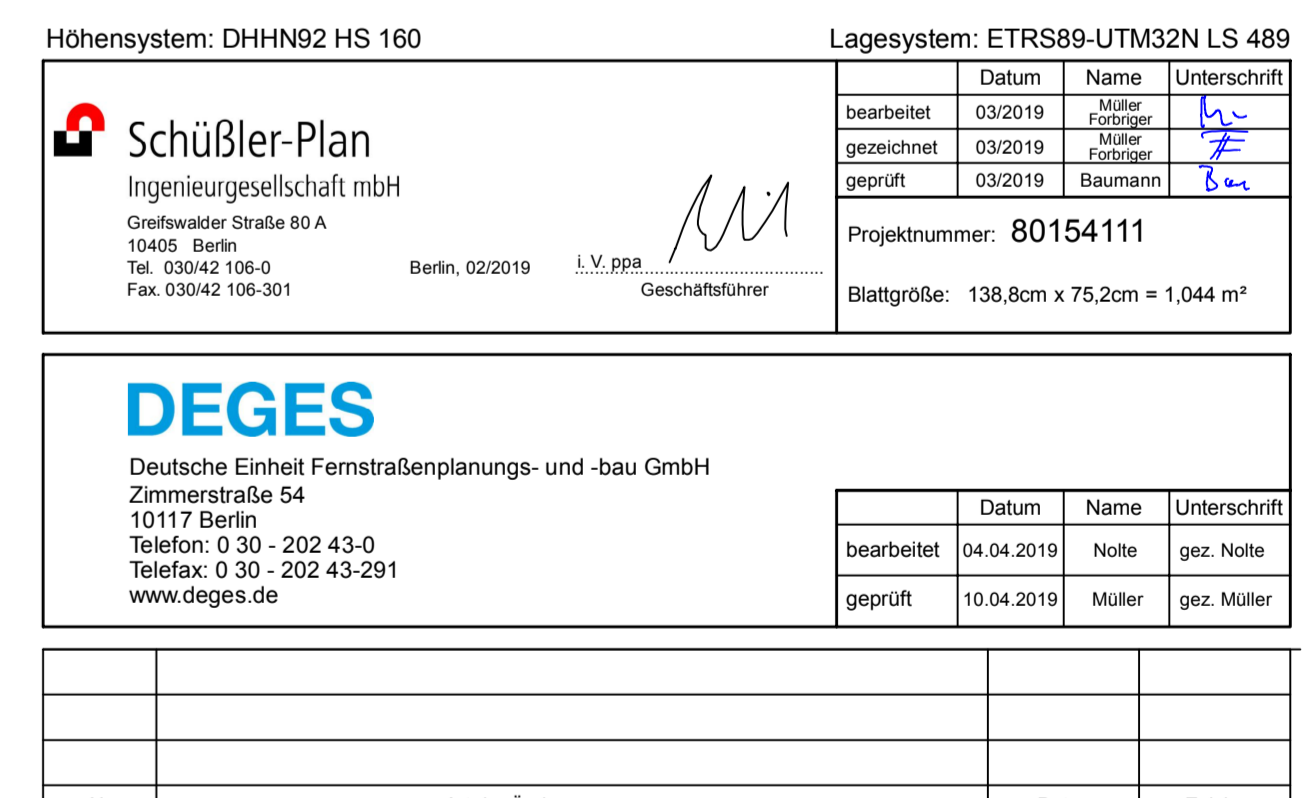 Höhensystem: DHHN92 HS 160
Lagesystem: ETRS89-UTM32N LS 489
Schüßler-Plan
Ingenieurgesellschaft mbH
Greifswalder Straße 80 A
10405 Berlin
Tel. 030/42 106-0
Fax. 030/42 106-301
Berlin, 02/2019
i. V. ppa
Geschäftsführer
Datum Name Unterschrift
bearbeitet 03/2019 Müller Forbriger
gezeichnet 03/2019 Müller Forbriger
geprüft 03/2019 Baumann
Projektnummer: 80154111
Blattgröße: 138,8cm x 75,2cm = 1,044 m²
DEGES
Deutsche Einheit Fernstraßenplanungs- und -bau GmbH
Zimmerstraße 54
10117 Berlin
Telefon: 0 30 - 202 43-0
Telefax: 0 30 - 202 43-291
www.deges.de
Datum Name Unterschrift
bearbeitet 04.04.2019 Nolte gez. Nolte
geprüft 10.04.2019 Müller gez. Müller